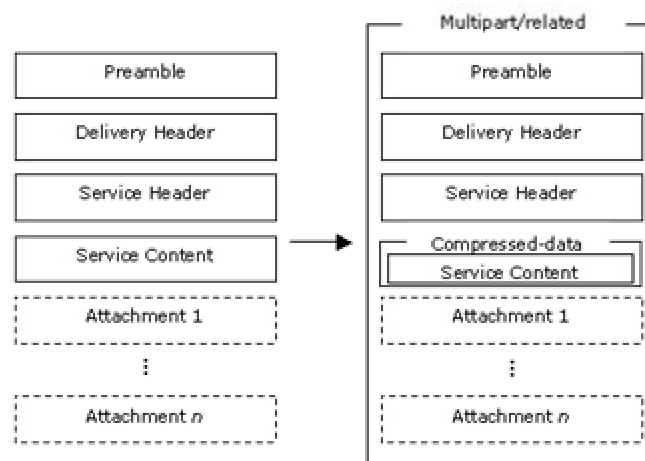 Multipart/related
Preamble
Delivery Header
Service Header
Service Content
Attachment 1
⋮
Attachment n
Preamble
Delivery Header
Service Header
Compressed-data
Service Content
Attachment 1
⋮
Attachment n